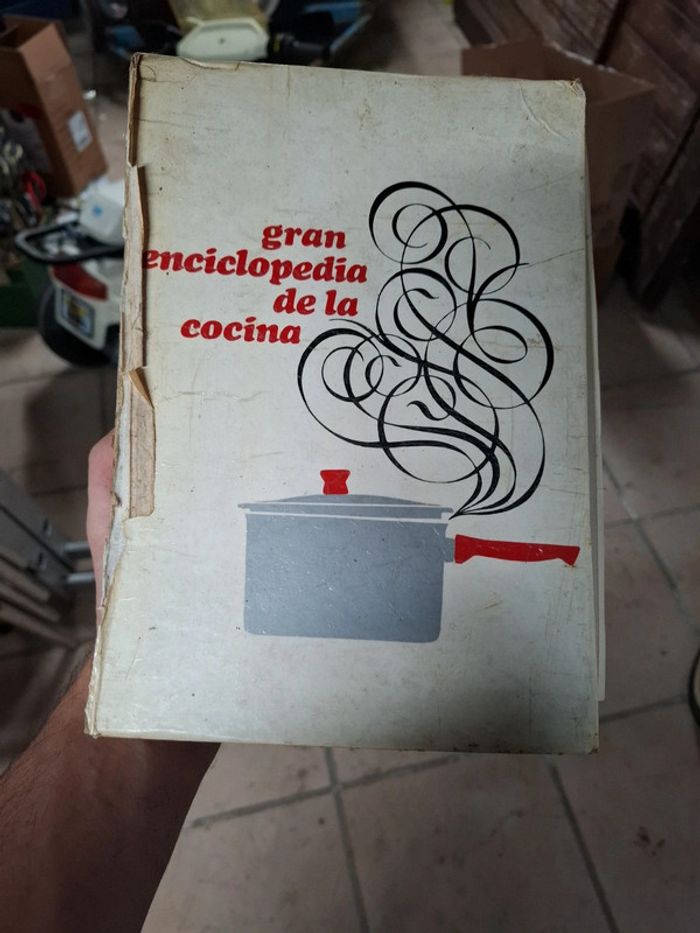 gran
enciclopedia
de la
cocina